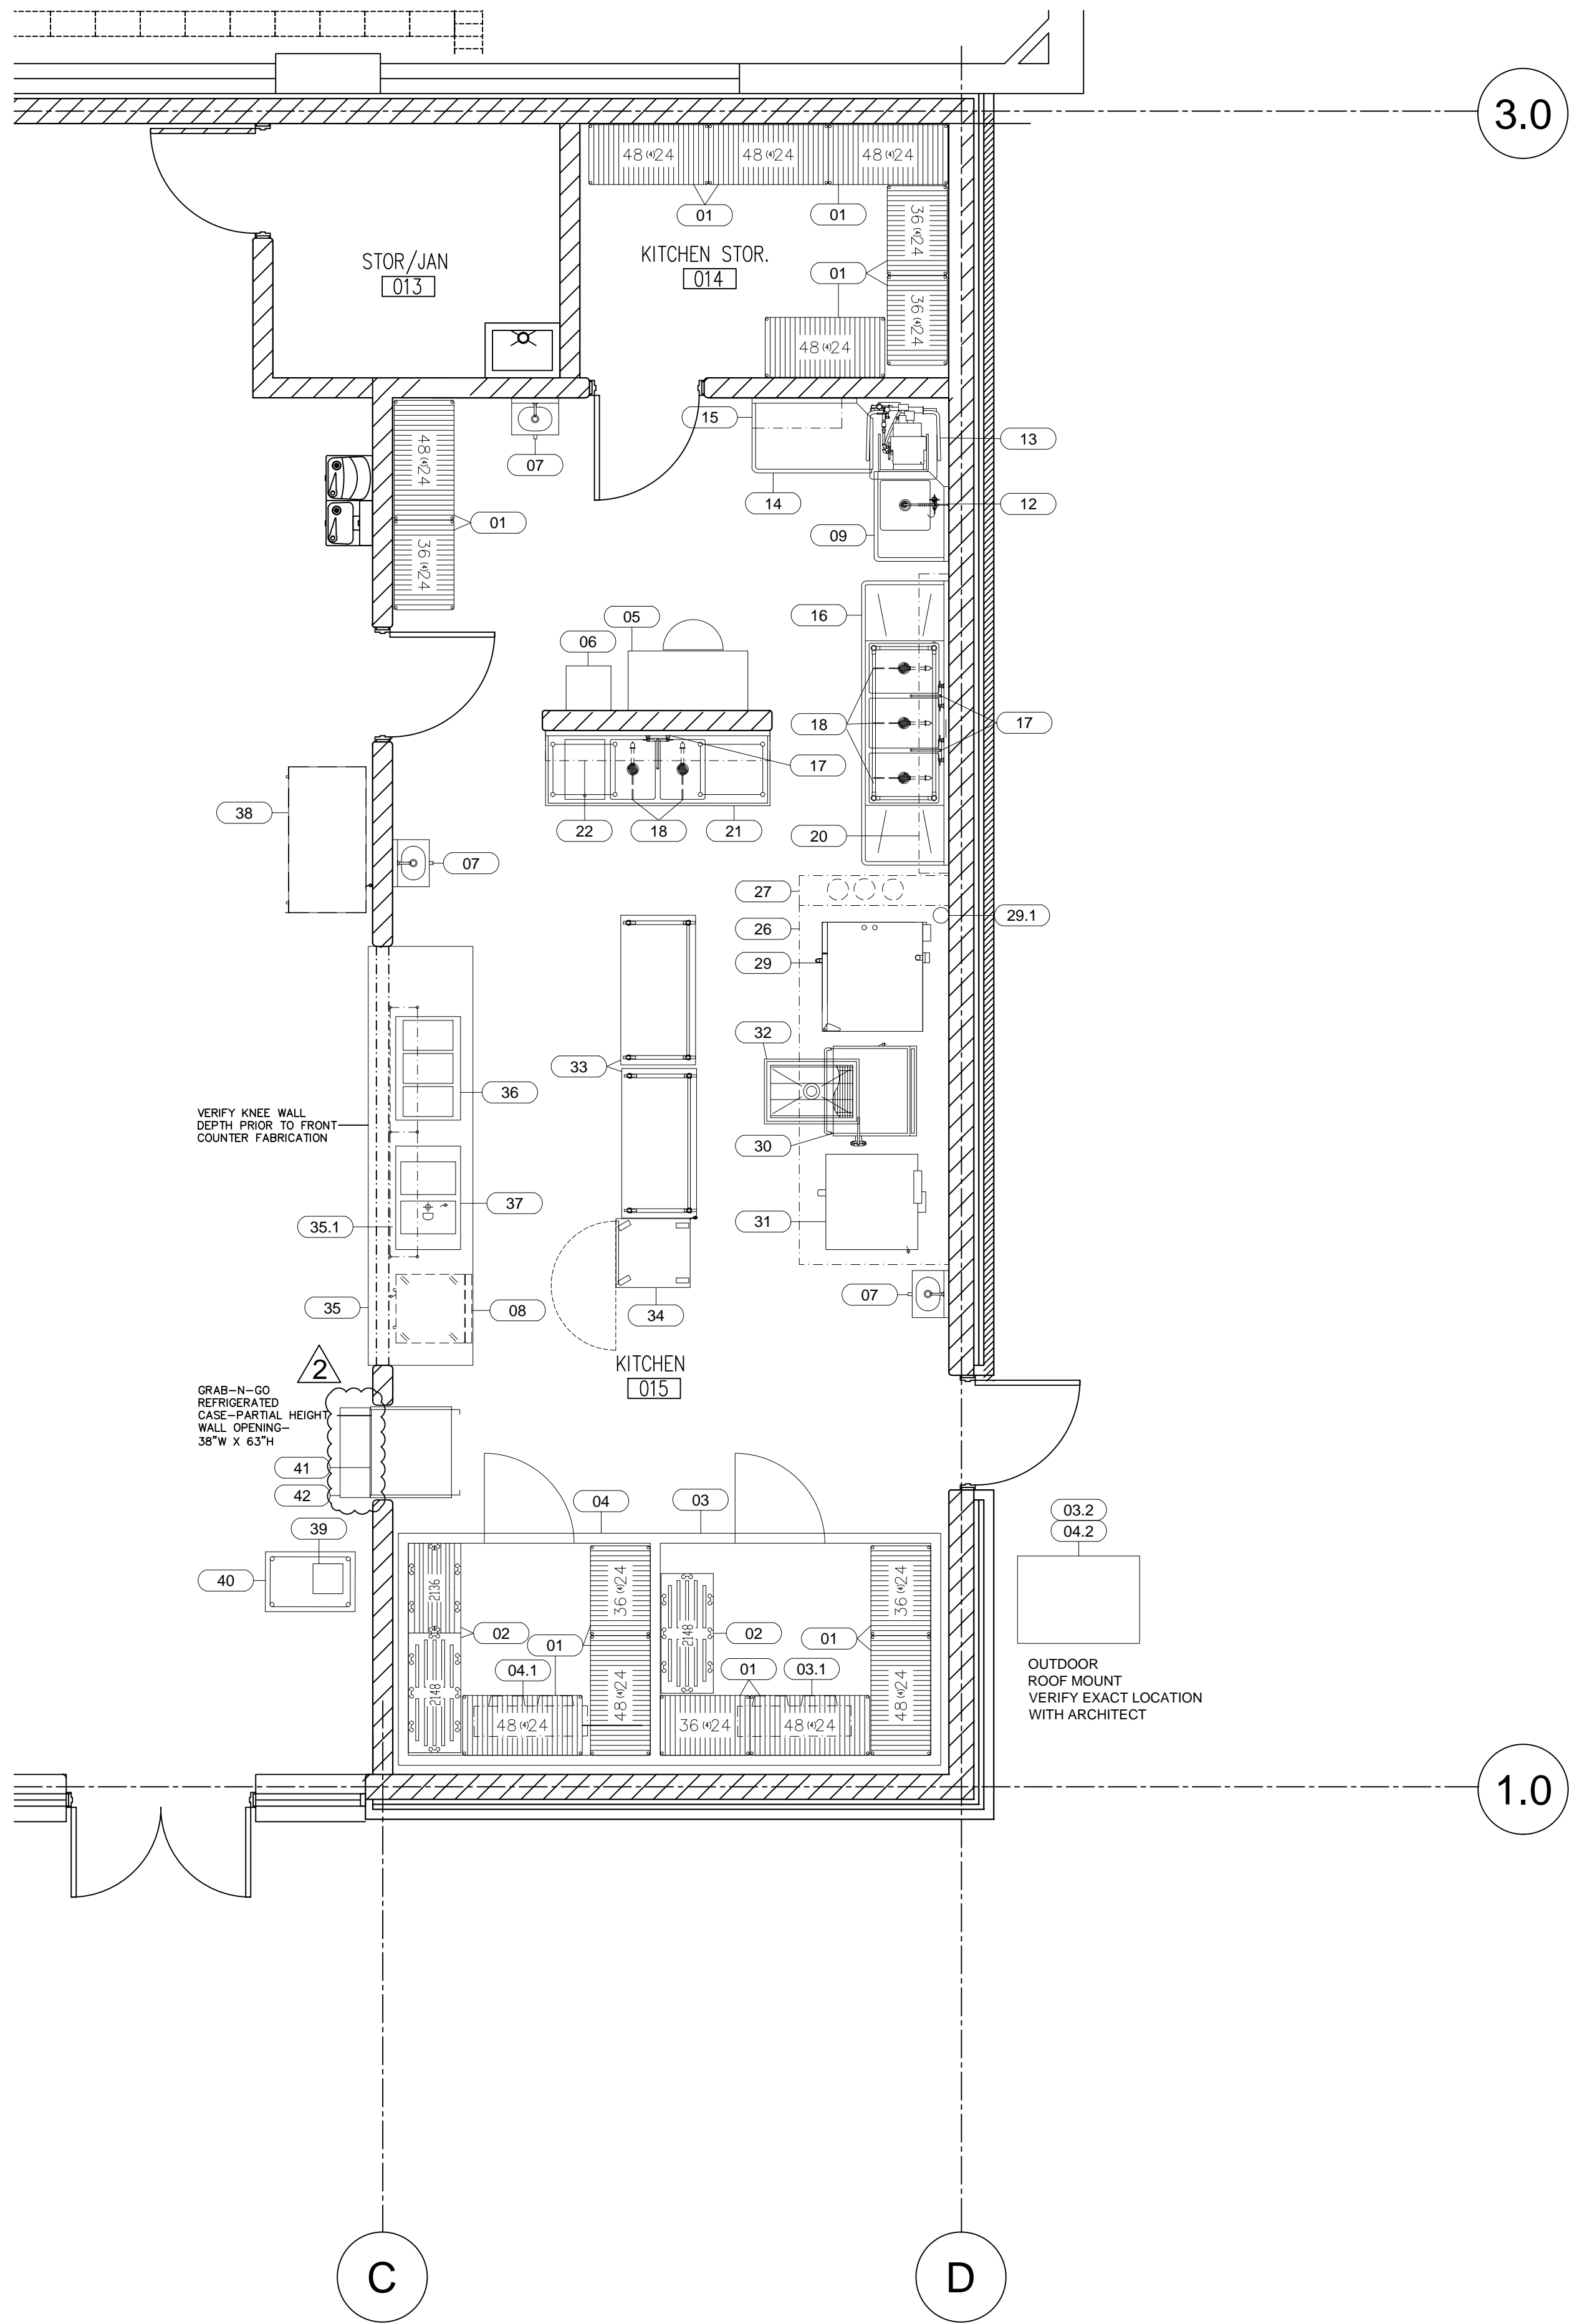 3.0
48 (4) 24
48 (4) 24
48 (4) 24
01
01
36 (4) 24
STOR/JAN
013
KITCHEN STOR.
014
01
36 (4) 24
48 (4) 24
15
13
48 (4) 24
07
14
12
01
09
36 (4) 24
05
16
06
18
17
17
38
22
18
21
20
07
27
29.1
26
29
32
33
36
VERIFY KNEE WALL
DEPTH PRIOR TO FRONT
COUNTER FABRICATION
30
37
35.1
31
07
35
08
34
2
KITCHEN
015
GRAB-N-GO
REFRIGERATED
CASE-PARTIAL HEIGHT
WALL OPENING-
38"W X 63"H
41
42
04
03
03.2
04.2
39
40
2136
36 (4) 24
36 (4) 24
02
01
2148
02
01
04.1
01
03.1
2148
48 (4) 24
48 (4) 24
48 (4) 24
36 (4) 24
48 (4) 24
OUTDOOR
ROOF MOUNT
VERIFY EXACT LOCATION
WITH ARCHITECT
1.0
C
D